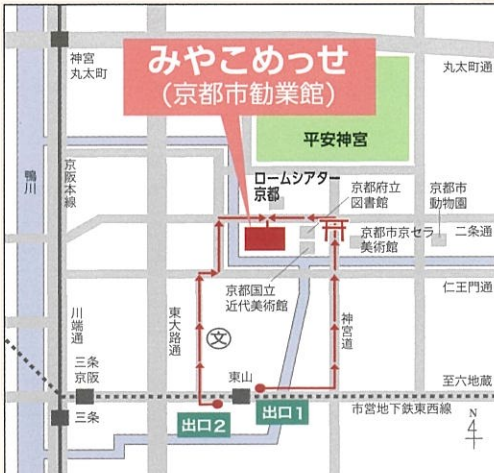 みやこめっせ
(京都市勧業館)
神宮
丸太町
丸太町通
平安神宮
鴨川
京阪本線
ロームシアター
京都
京都府立
図書館
京都市
動物園
京都市京セラ
美術館
二条通
京都国立
近代美術館
仁王門通
川端通
東大路通
文
神宮道
三条
京阪
東山
至六地蔵
三条
出口2
出口1
市営地下鉄東西線
N
4